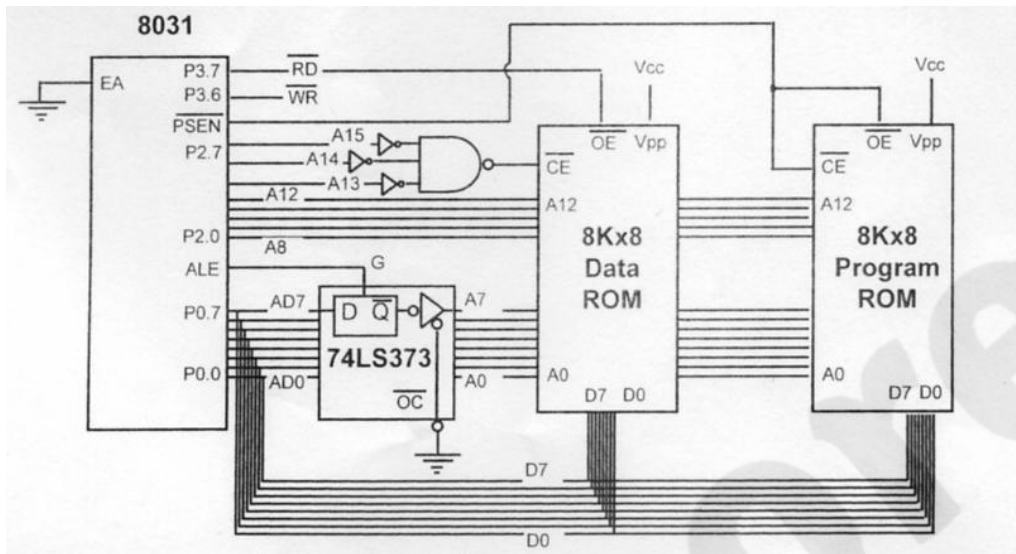 8031
EA
P3.7
P3.6
PSEN
P2.7
P2.0
ALE
P0.7
P0.0
RD
WR
A15
A14
A13
A12
A8
G
AD7
AD0
D Q
74LS373
OC
A7
A0
Vcc
OE Vpp
CE
A12
8Kx8
Data
ROM
A0
D7 D0
Vcc
OE Vpp
CE
A12
8Kx8
Program
ROM
A0
D7 D0
D7
D0
ore